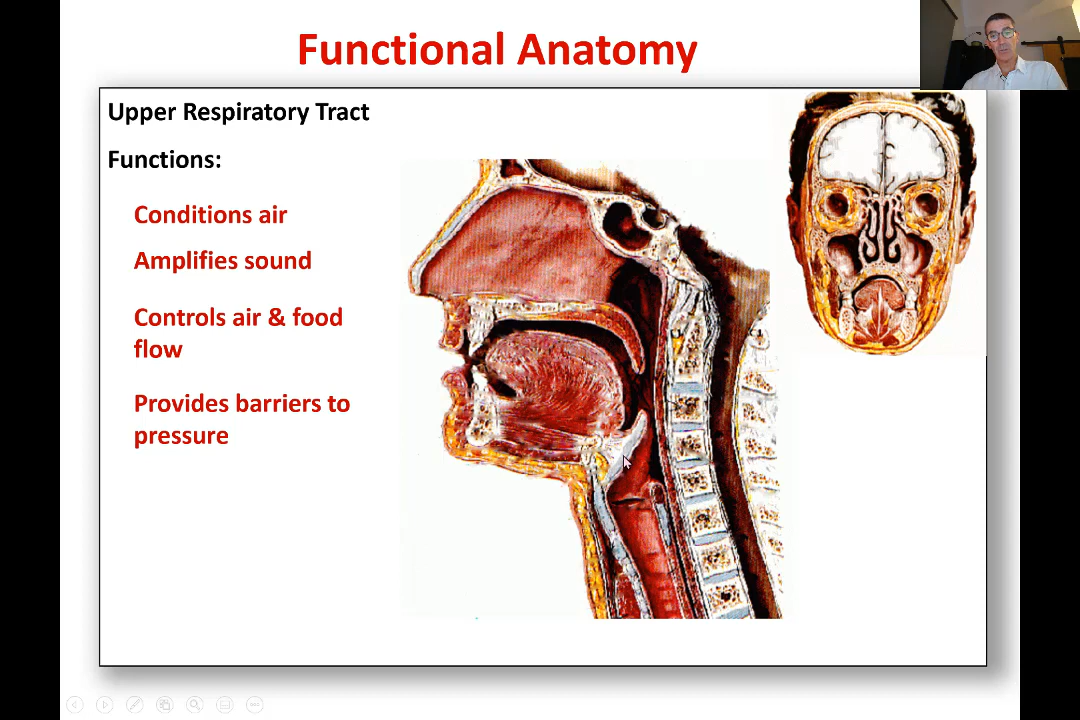 Functional Anatomy
Upper Respiratory Tract
Functions:
Conditions air
Amplifies sound
Controls air & food
flow
Provides barriers to
pressure